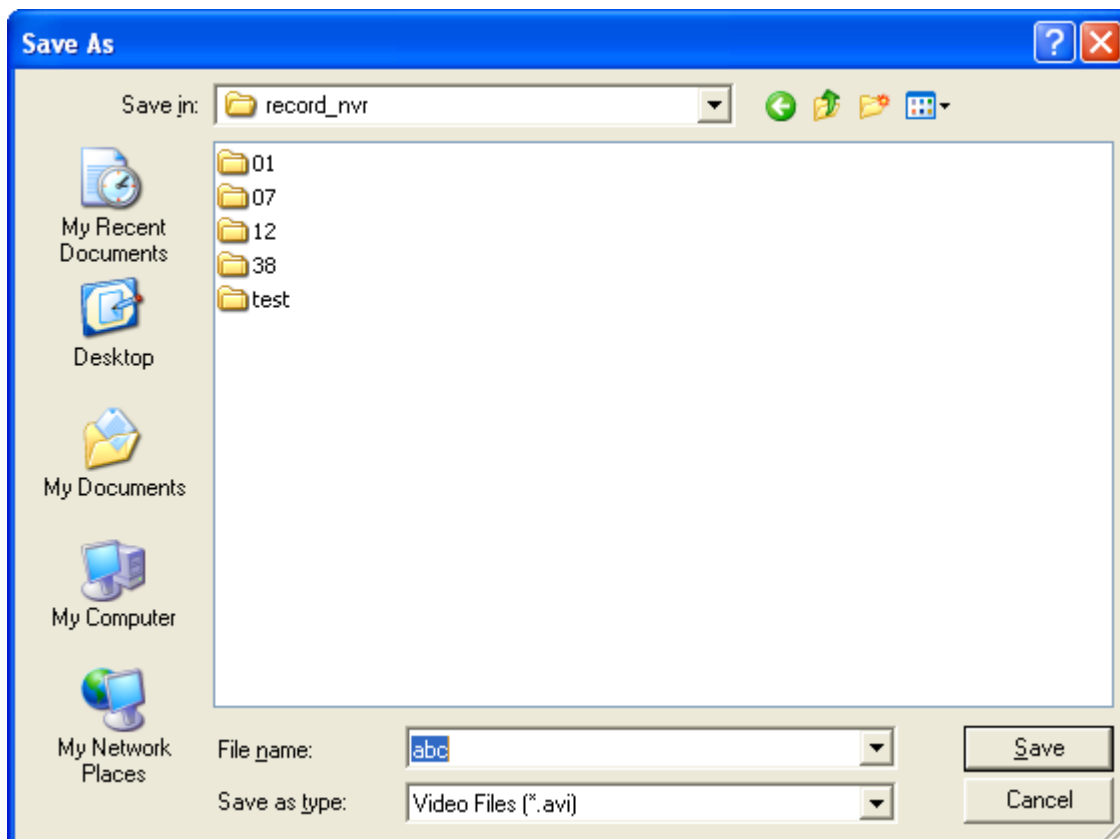 Save As
Save in: record_nvr
01
07
12
38
test
My Recent
Documents
Desktop
My Documents
My Computer
My Network
Places
File name: abc
Save
Save as type: Video Files (*.avi)
Cancel